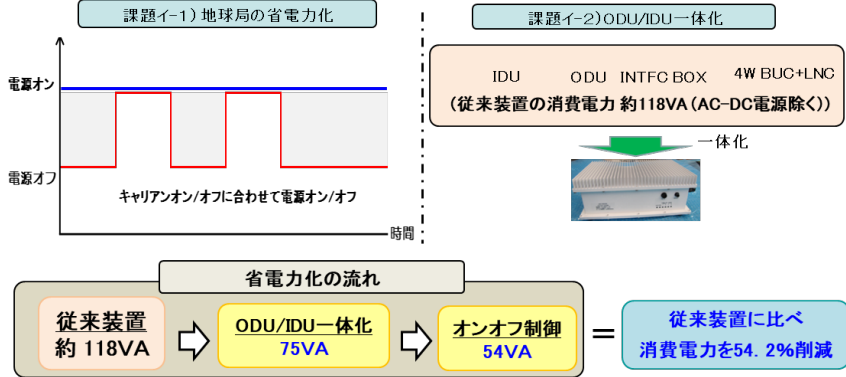 課題イ-1)地球局の省電力化
電源オン
電源オフ
キャリアンオン/オフに合わせて電源オン/オフ
時間
課題イ-2)ODU/IDU一体化
IDU ODU INTFC BOX 4W BUC+LNC
(従来装置の消費電力 約118VA(AC-DC電源除く))
一体化
省電力化の流れ
従来装置
約 118VA
ODU/IDU一体化
75VA
オンオフ制御
54VA
=
従来装置に比べ
消費電力を54.2%削減